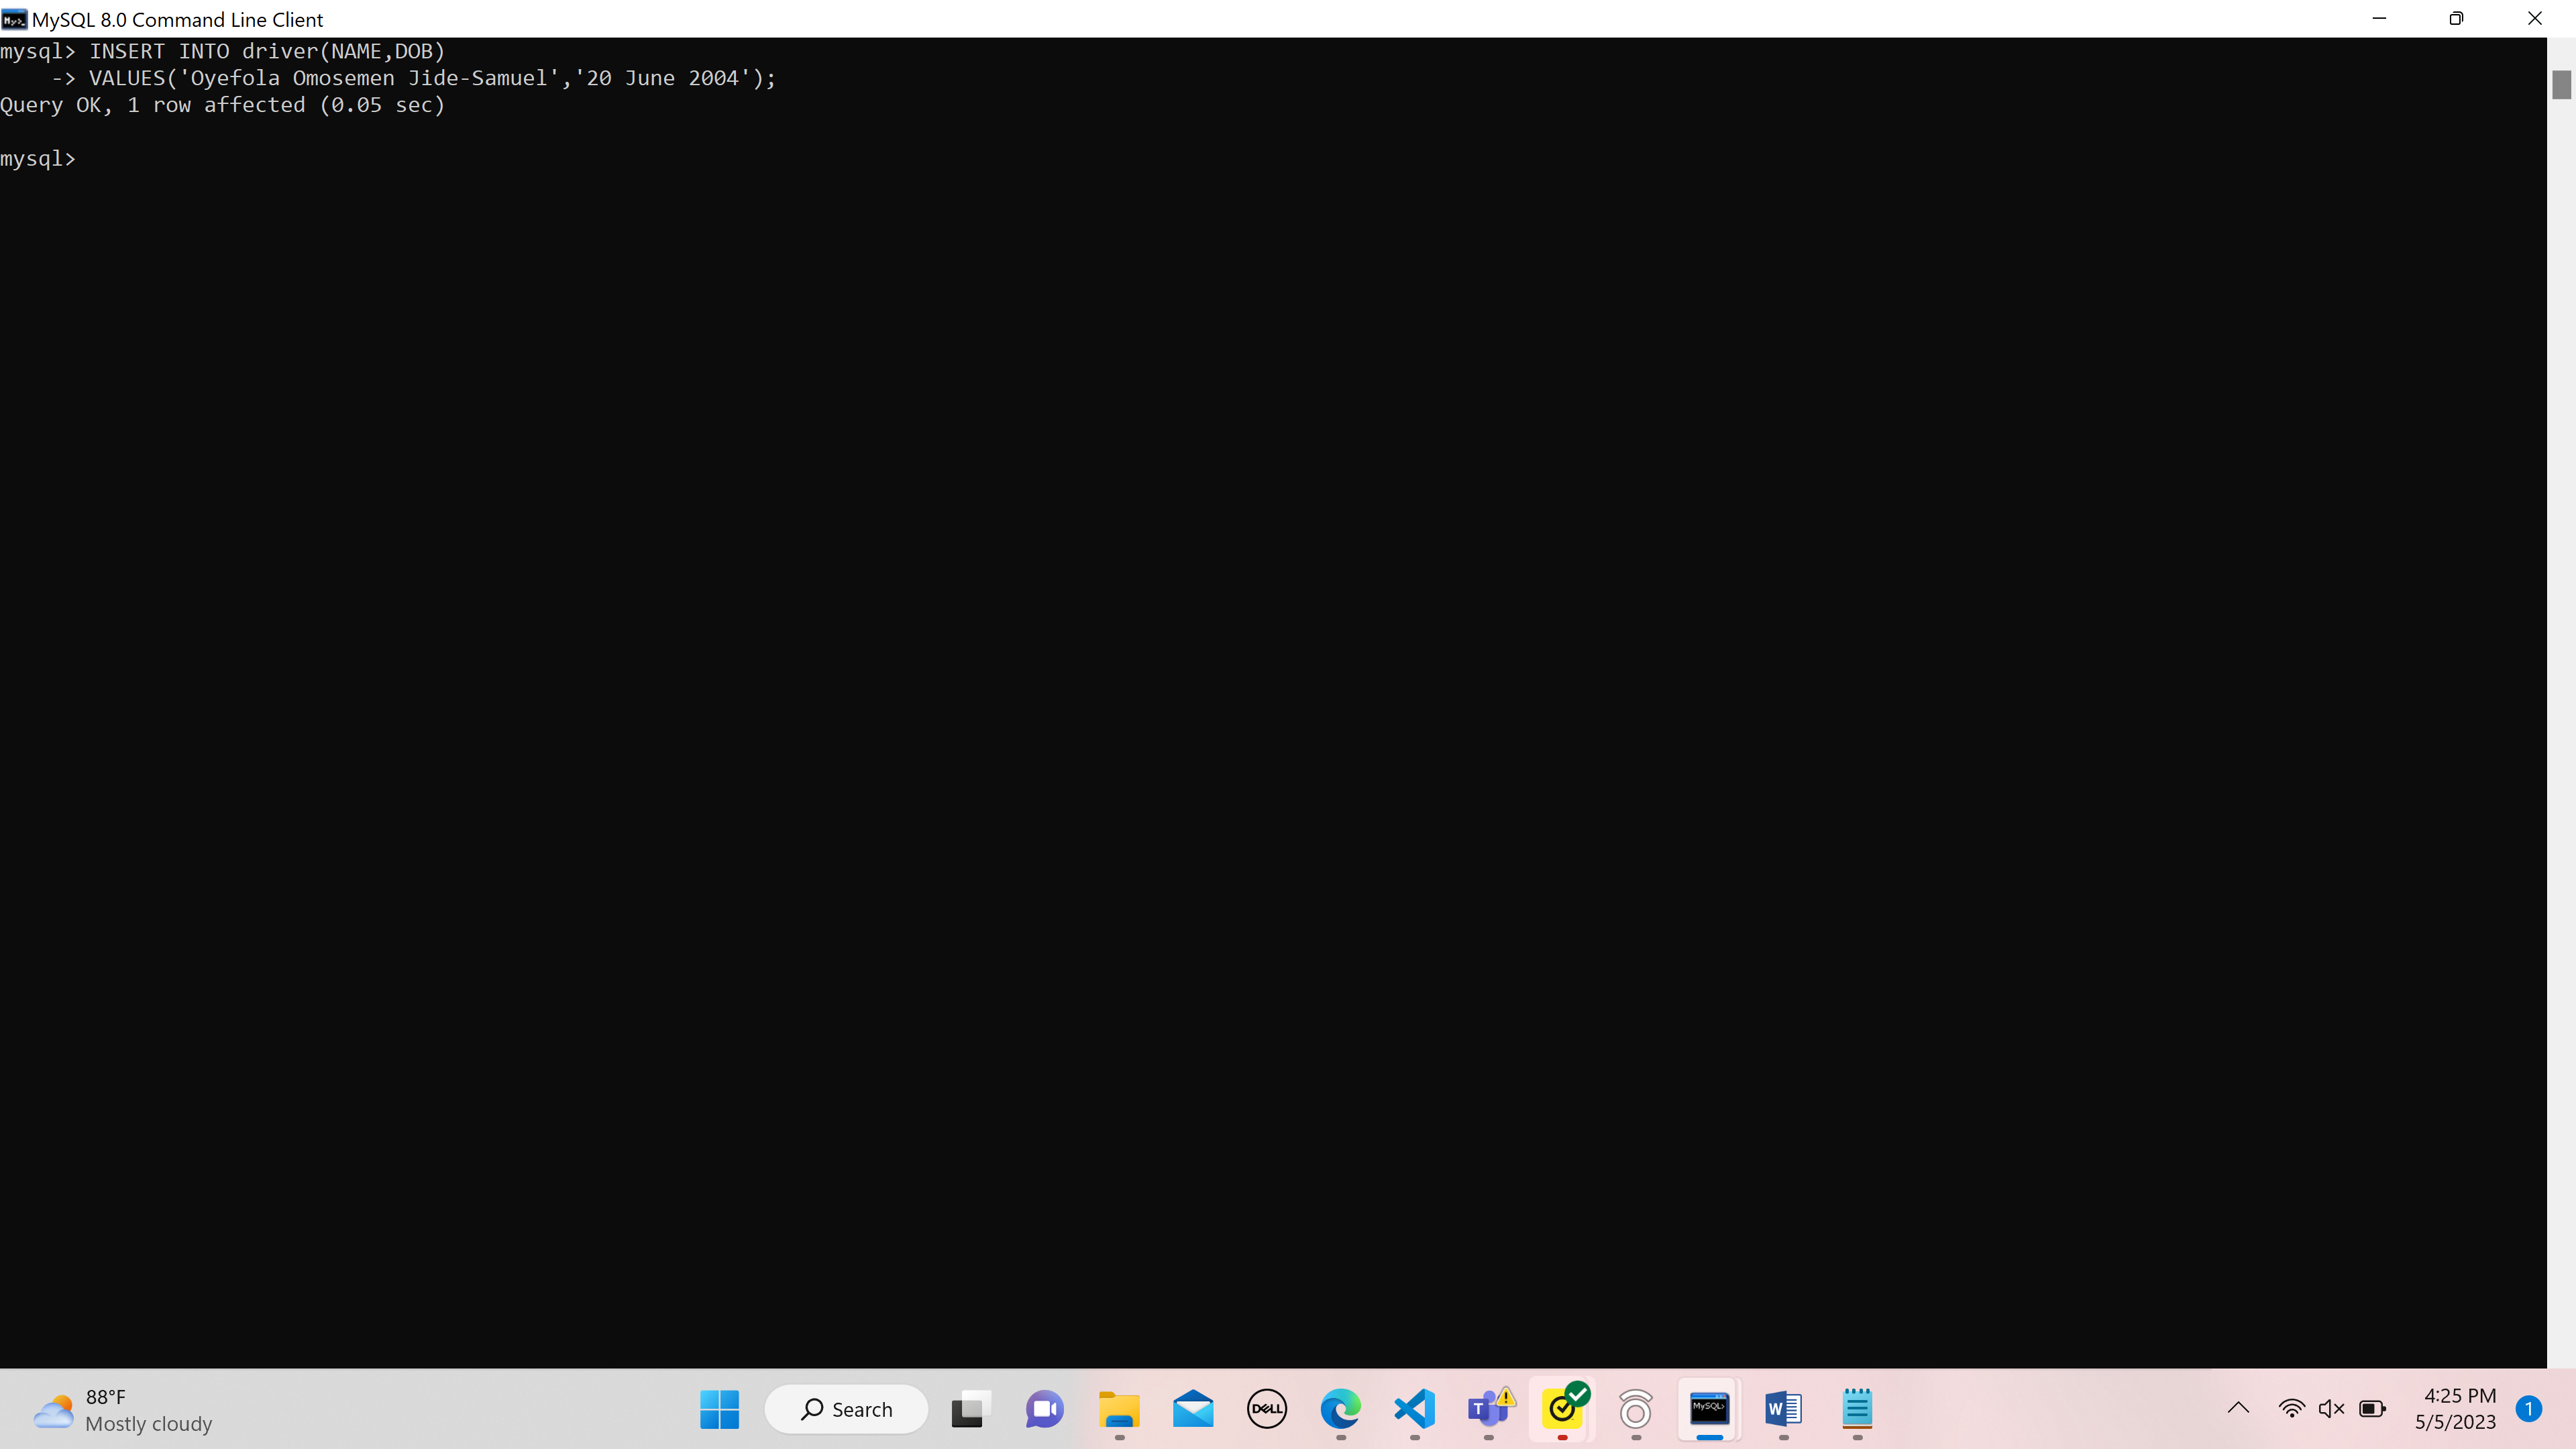 MySQL 8.0 Command Line Client
mysql> INSERT INTO driver(NAME,DOB)
    -> VALUES('Oyefola Omosemen Jide-Samuel','20 June 2004');
Query OK, 1 row affected (0.05 sec)
mysql>
88°F
Mostly cloudy
Search
DELL
T
MySQL>
W
4:25 PM
5/5/2023
1